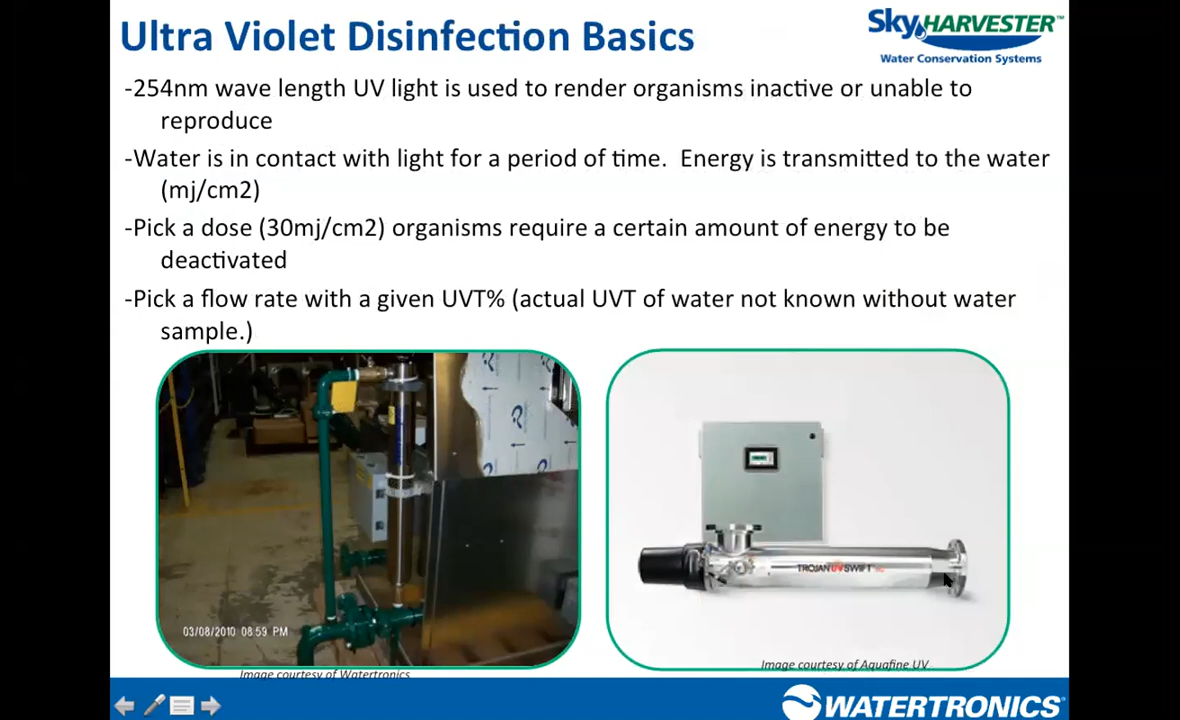 Ultra Violet Disinfection Basics
SkyHARVESTER™
Water Conservation Systems
-254nm wave length UV light is used to render organisms inactive or unable to
reproduce
-Water is in contact with light for a period of time.  Energy is transmitted to the water
(mj/cm2)
-Pick a dose (30mj/cm2) organisms require a certain amount of energy to be
deactivated
-Pick a flow rate with a given UVT% (actual UVT of water not known without water
sample.)
03/08/2010 08:59 PM
TROJANUVSWIFT
Image courtesy of Watertronics
Image courtesy of Aquafine UV
WATERTRONICS